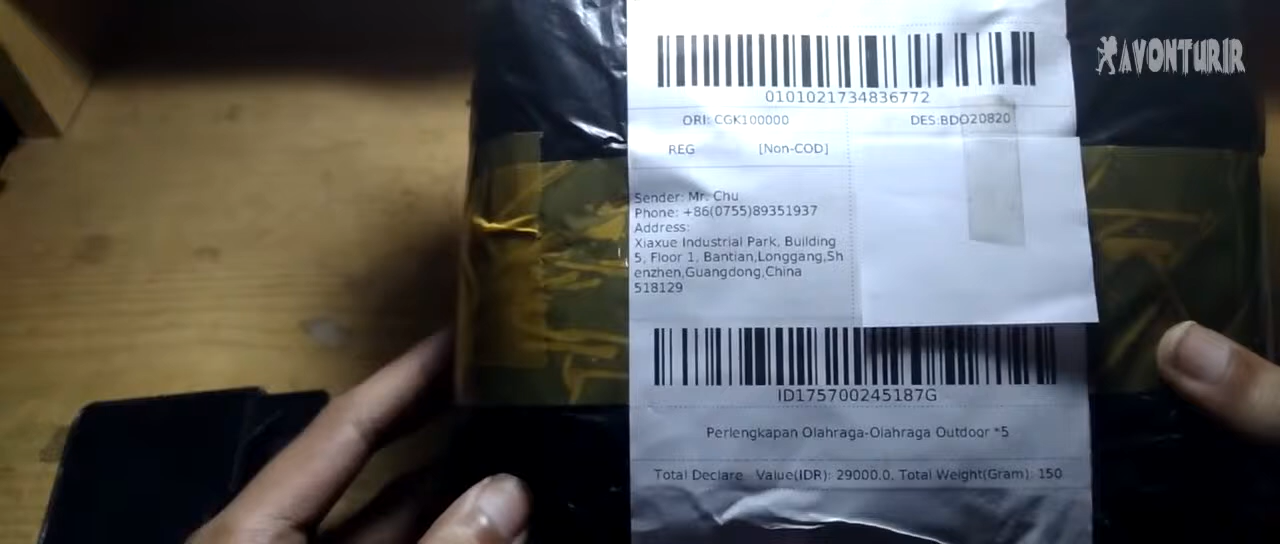 AVONTURIR
0101021734836772
ORI: CGK100000
DES:BDO20820
REG
[Non-COD]
Sender: Mr. Chu
Phone: +86(0755)89351937
Address:
Xiaxue Industrial Park, Building
5, Floor 1, Bantian,Longgang,Sh
enzhen,Guangdong,China
518129
ID175700245187G
Perlengkapan Olahraga-Olahraga Outdoor *5
Total Declare Value(IDR): 29000.0, Total Weight(Gram): 150